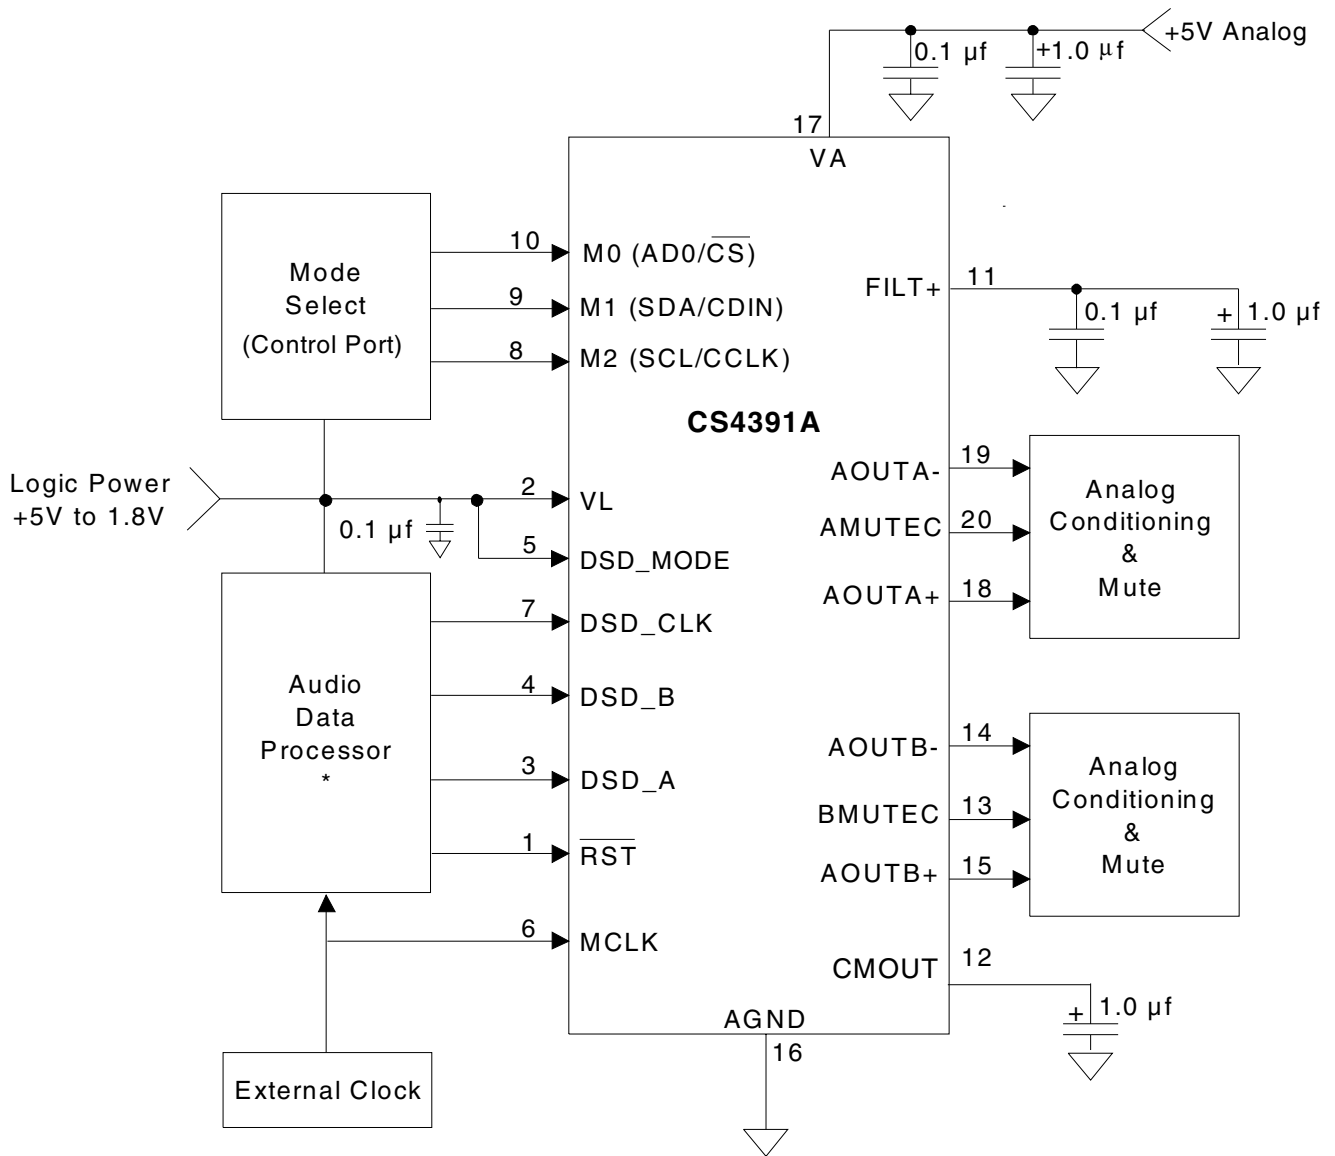 +5V Analog
0.1 µf
+1.0 µf
17
VA
Mode
Select
(Control Port)
10
M0 (AD0/CS)
9
M1 (SDA/CDIN)
8
M2 (SCL/CCLK)
FILT+
11
0.1 µf
+ 1.0 µf
CS4391A
Logic Power
+5V to 1.8V
0.1 µf
2
VL
5
DSD_MODE
7
DSD_CLK
4
DSD_B
3
DSD_A
1
RST
6
MCLK
Audio
Data
Processor
*
External Clock
AOUTA-
19
AMUTEC
20
AOUTA+
18
Analog
Conditioning
&
Mute
AOUTB-
14
BMUTEC
13
AOUTB+
15
Analog
Conditioning
&
Mute
CMOUT
12
+ 1.0 µf
AGND
16